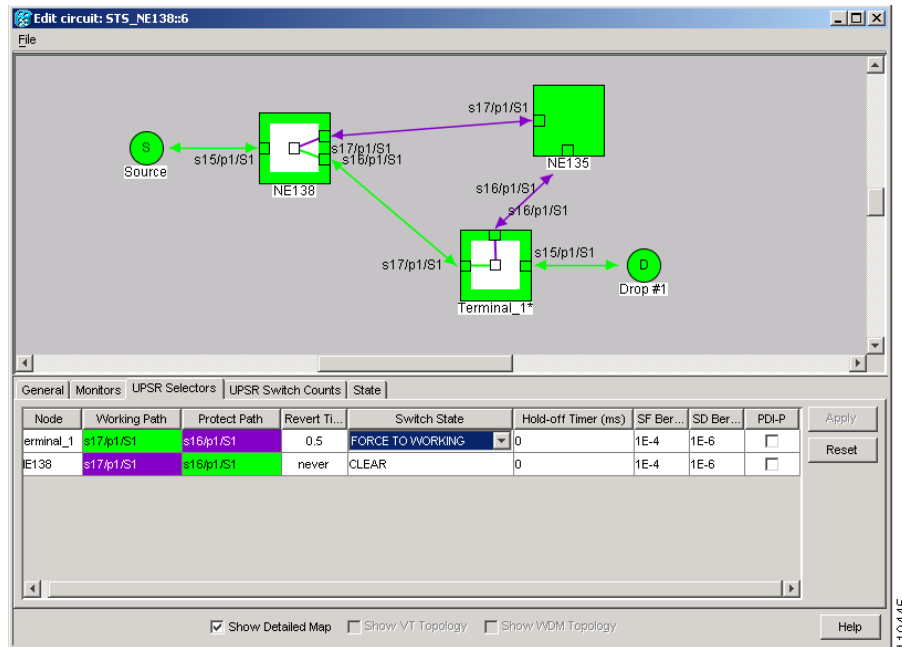 Edit circuit: STS_NE138::6
File
s17/p1/S1
S
s15/p1/S1
s17/p1/S1
s16/p1/S1
Source
NE138
NE135
s16/p1/S1
s16/p1/S1
s17/p1/S1
s15/p1/S1
D
Drop #1
Terminal_1*
General Monitors UPSR Selectors UPSR Switch Counts State
Node Working Path Protect Path Revert Ti... Switch State Hold-off Timer (ms) SF Ber... SD Ber... PDI-P
erminal_1 s17/p1/S1 s16/p1/S1 0.5 FORCE TO WORKING 0 1E-4 1E-6
IE138 s17/p1/S1 s16/p1/S1 never CLEAR 0 1E-4 1E-6
Apply
Reset
Show Detailed Map Show VT Topology Show WDM Topology
Help